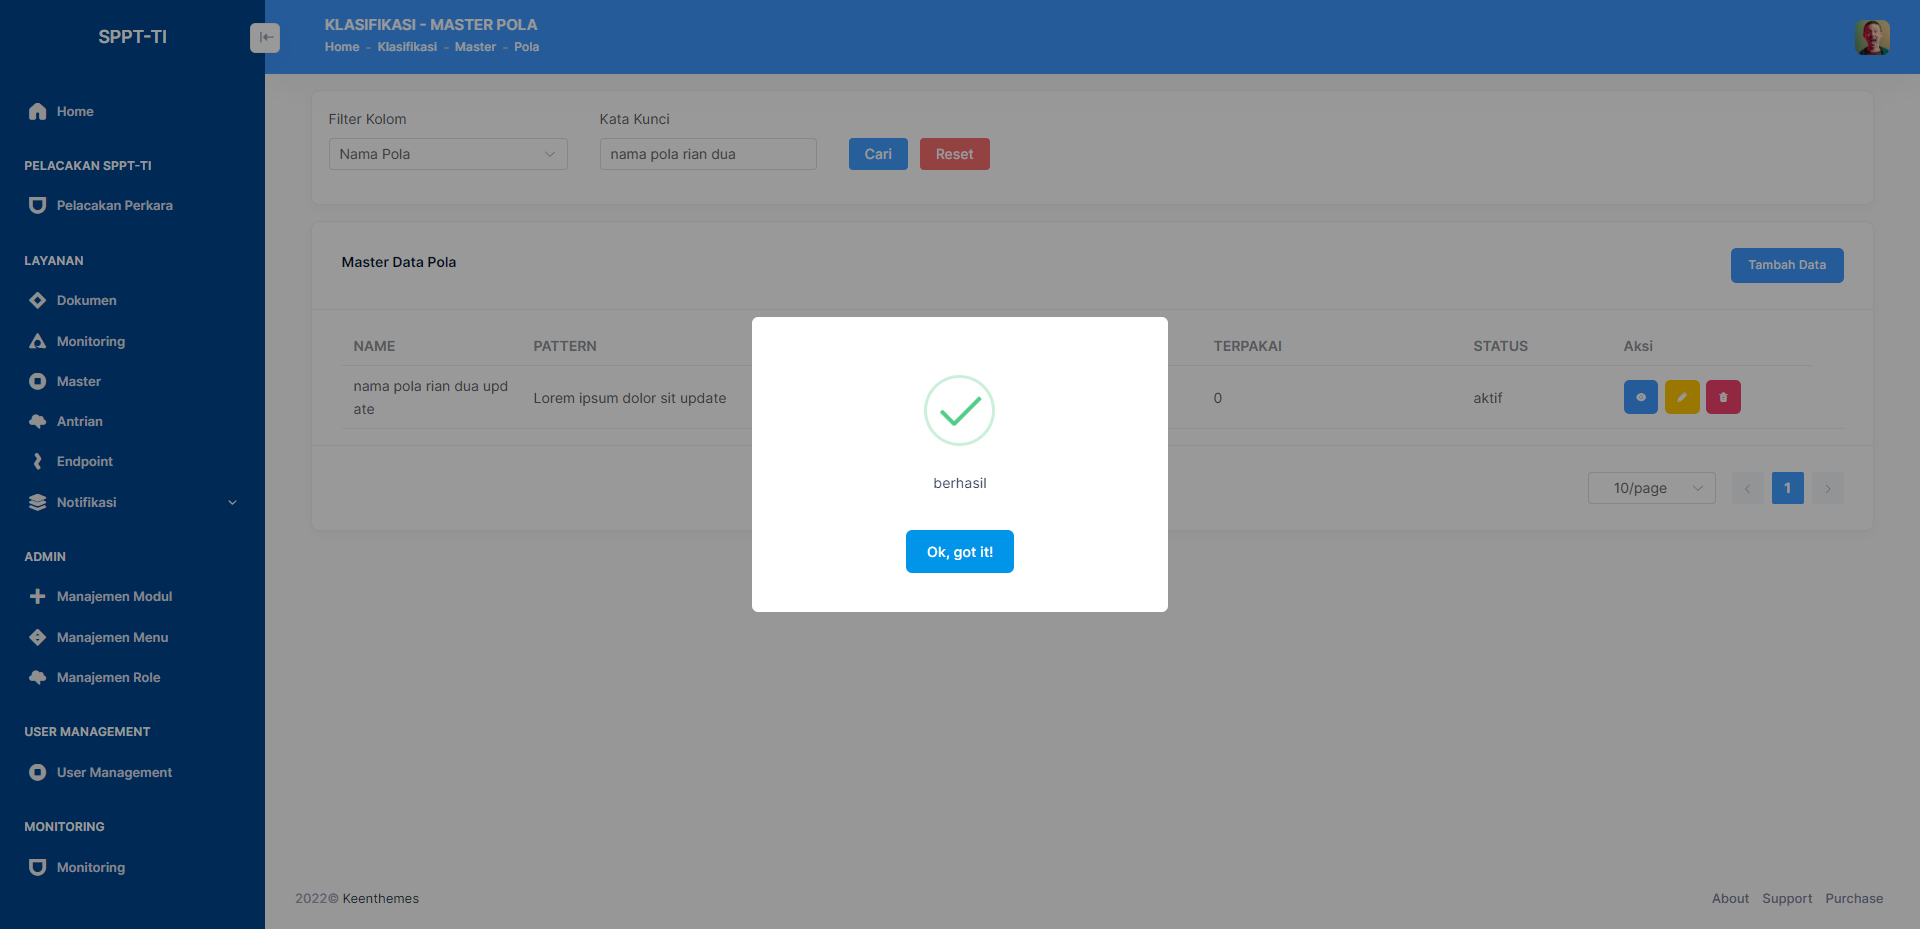 SPPT-TI
KLASIFIKASI - MASTER POLA
Home - Klasifikasi - Master - Pola
Home
PELACAKAN SPPT-TI
Pelacakan Perkara
LAYANAN
Dokumen
Monitoring
Master
Antrian
Endpoint
Notifikasi
ADMIN
Manajemen Modul
Manajemen Menu
Manajemen Role
USER MANAGEMENT
User Management
MONITORING
Monitoring
Filter Kolom
Kata Kunci
Nama Pola
nama pola rian dua
Cari
Reset
Master Data Pola
Tambah Data
NAME PATTERN TERPAKAI STATUS Aksi
nama pola rian dua upd
ate
Lorem ipsum dolor sit update
0
aktif
10/page
1
berhasil
Ok, got it!
2022© Keenthemes
About Support Purchase